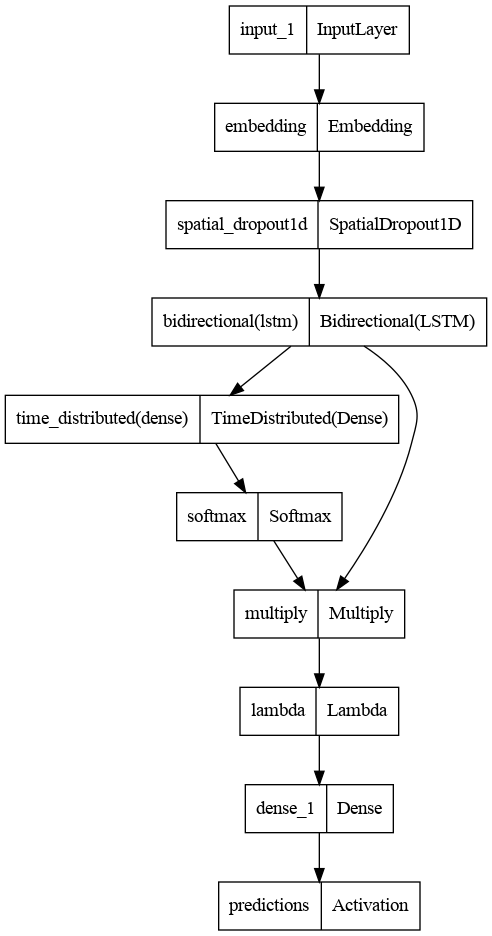 input_1 InputLayer
embedding Embedding
spatial_dropout1d SpatialDropout1D
bidirectional(lstm) Bidirectional(LSTM)
time_distributed(dense) TimeDistributed(Dense)
softmax Softmax
multiply Multiply
lambda Lambda
dense_1 Dense
predictions Activation